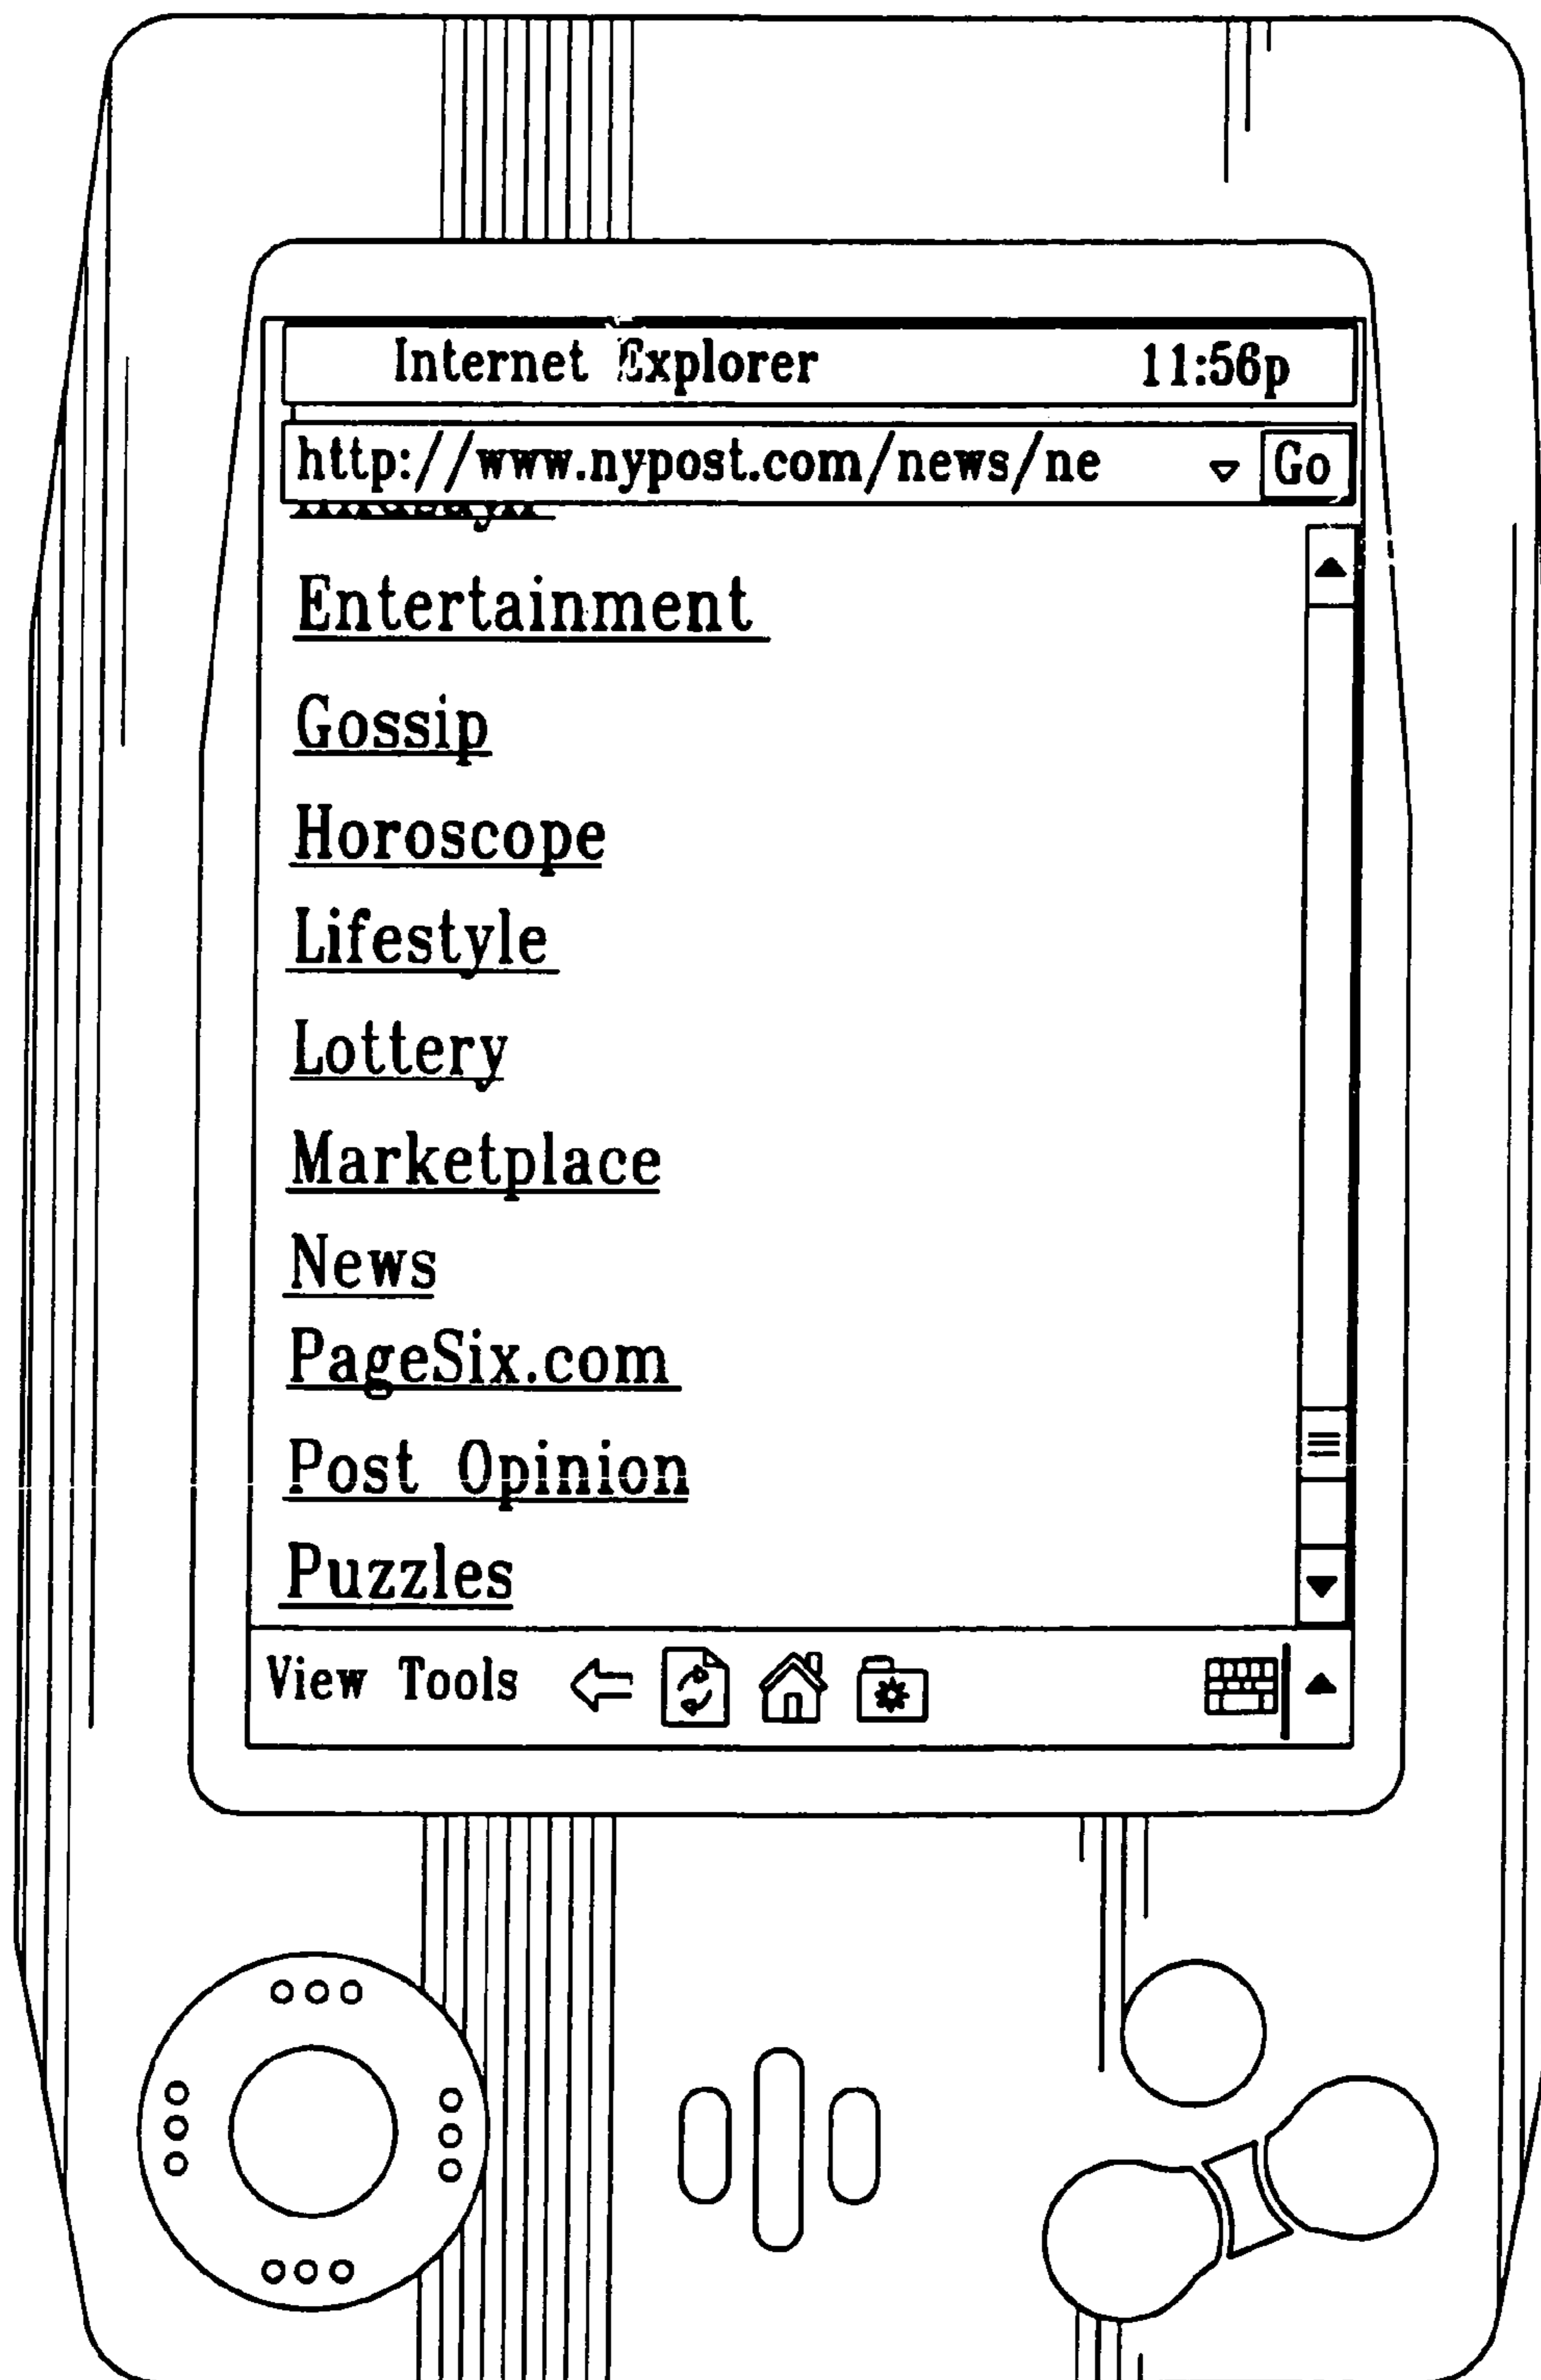 Internet Explorer 11:56p
http://www.nypost.com/news/ne Go
Entertainment
Gossip
Horoscope
Lifestyle
Lottery
Marketplace
News
PageSix.com
Post Opinion
Puzzles
View Tools